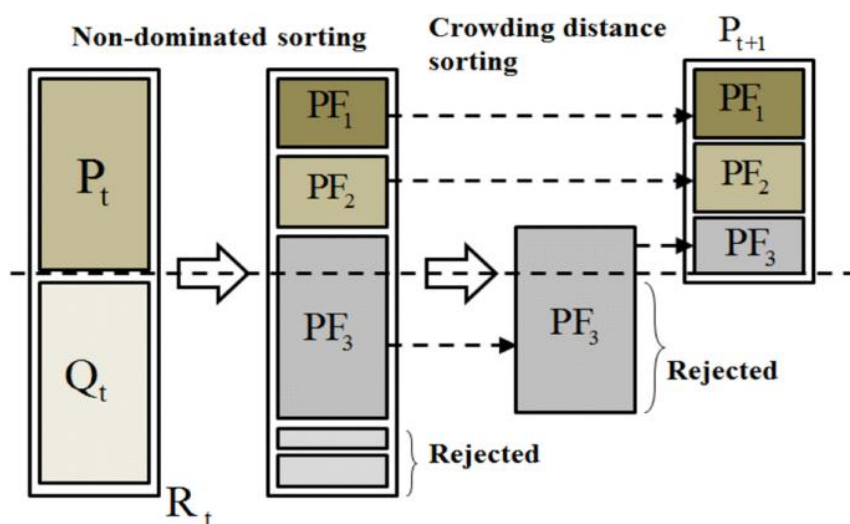 Non-dominated sorting
Crowding distance
sorting
P_{t+1}
P_t
Q_t
R_t
PF_1
PF_2
PF_3
Rejected
PF_3
Rejected
PF_1
PF_2
PF_3